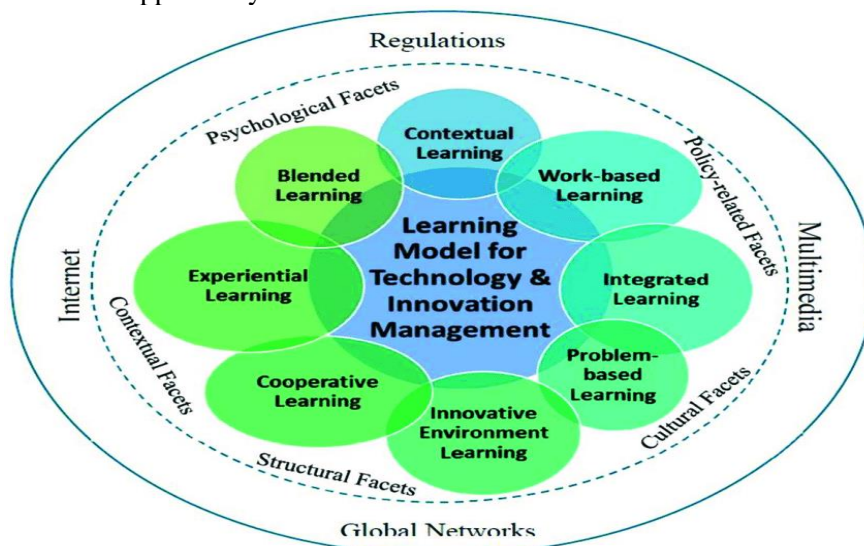 Regulations
Psychological Facets
Contextual
Learning
Blended
Learning
Work-based
Learning
Policy-related Facets
Learning
Model for
Technology &
Innovation
Management
Internet
Multimedia
Experiential
Learning
Integrated
Learning
Contextual Facets
Problem-
based
Learning
Cooperative
Learning
Innovative
Environment
Learning
Cultural Facets
Structural Facets
Global Networks